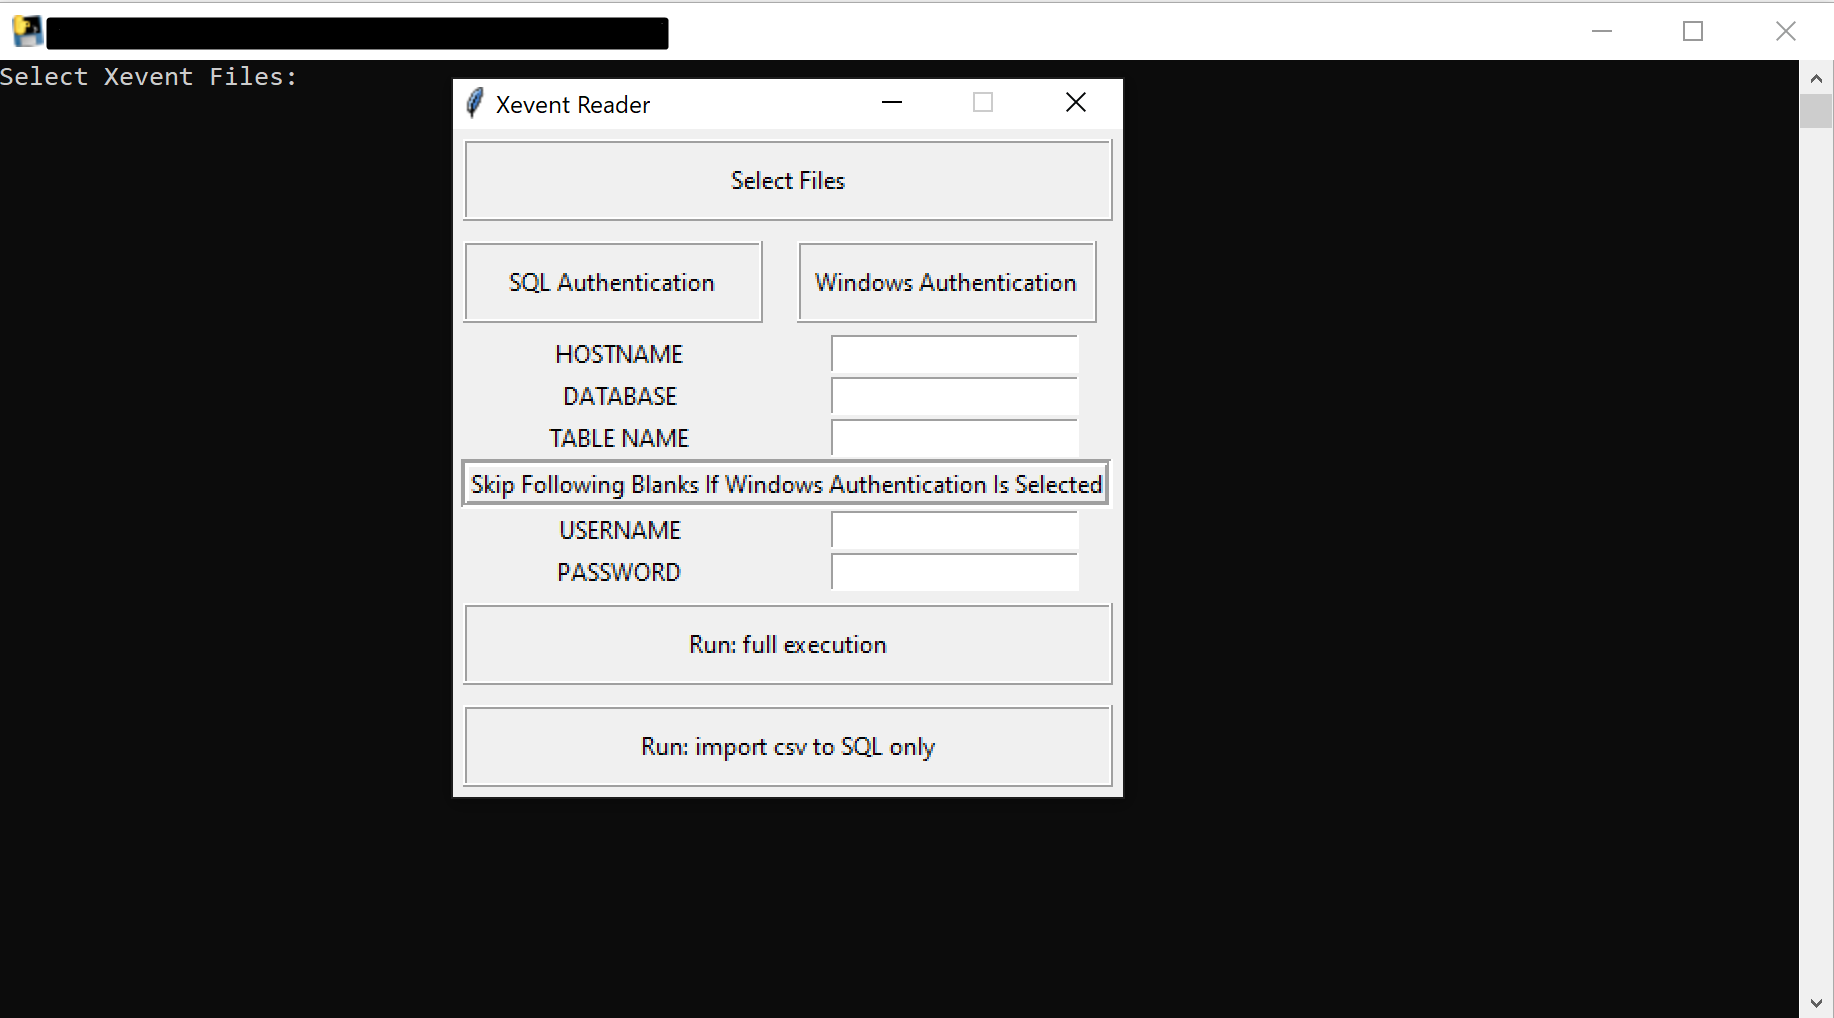 Select Xevent Files:
Xevent Reader
Select Files
SQL Authentication
Windows Authentication
HOSTNAME
DATABASE
TABLE NAME
Skip Following Blanks If Windows Authentication Is Selected
USERNAME
PASSWORD
Run: full execution
Run: import csv to SQL only